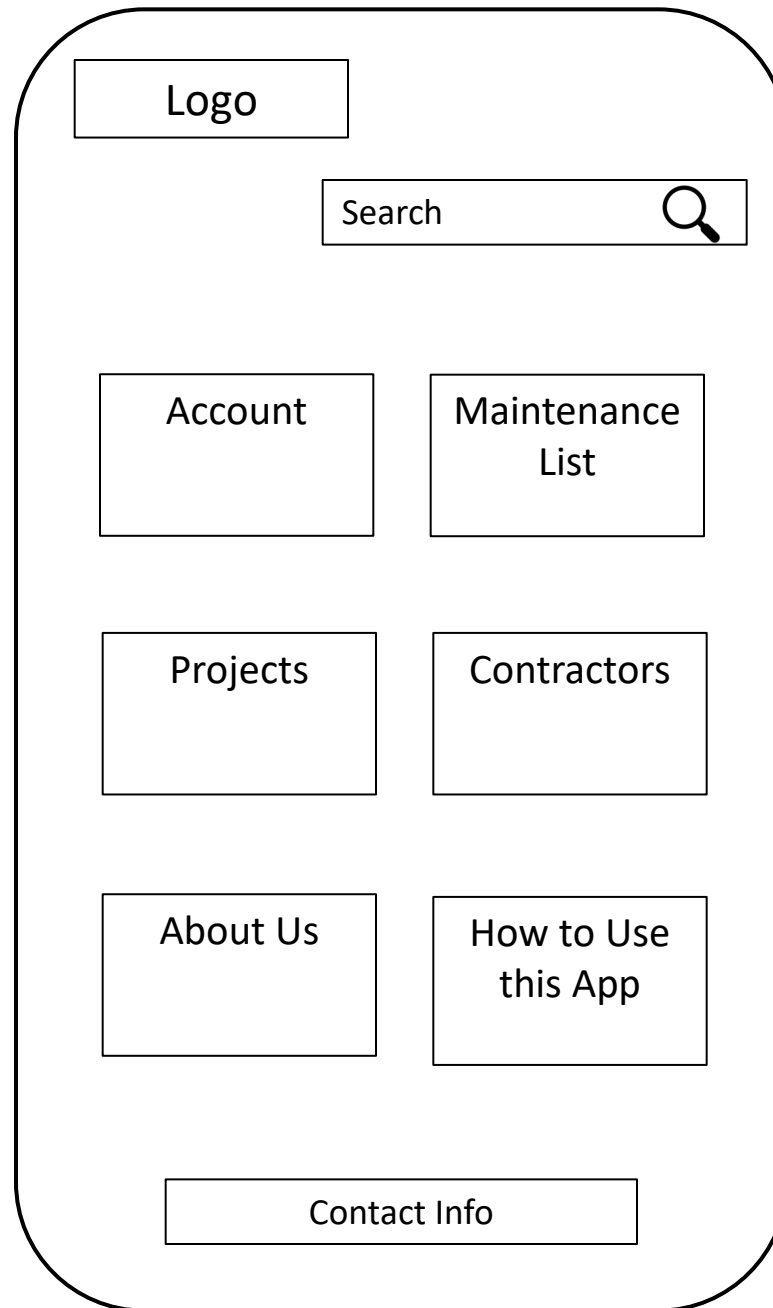 Logo
Search
Account
Maintenance
List
Projects
Contractors
About Us
How to Use
this App
Contact Info